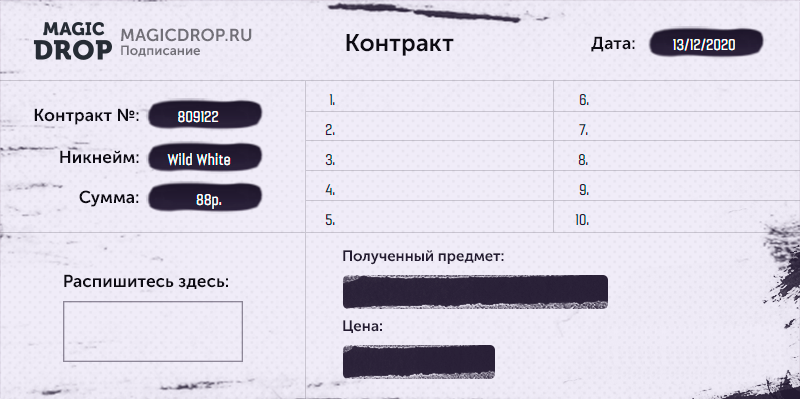 MAGIC
DROP
MAGICDROP.RU
Подписание
Контракт
Дата: 13/12/2020
Контракт №: 809122
Никнейм: Wild White
Сумма: 88р.
1.
2.
3.
4.
5.
6.
7.
8.
9.
10.
Распишитесь здесь:
Полученный предмет:
Цена: